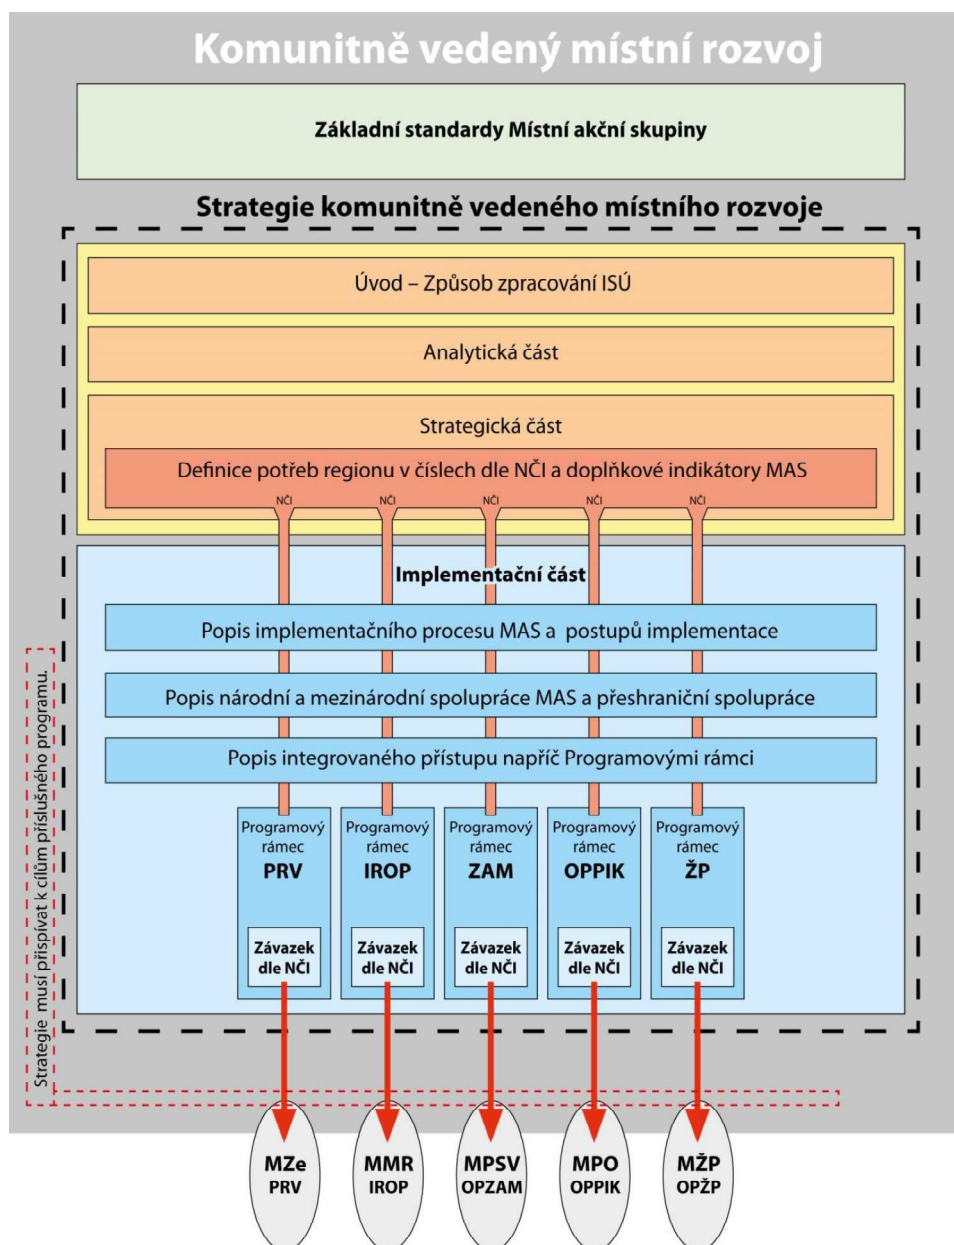 Komunitně vedený místní rozvoj
Základní standardy Místní akční skupiny
Strategie komunitně vedeného místního rozvoje
Úvod – Způsob zpracování ISÚ
Analytická část
Strategická část
Definice potřeb regionu v číslech dle NČI a doplňkové indikátory MAS
NČI NČI NČI NČI NČI
Implementační část
Popis implementačního procesu MAS a postupů implementace
Popis národní a mezinárodní spolupráce MAS a přeshraniční spolupráce
Popis integrovaného přístupu napříč Programovými rámci
Programový
rámec
PRV
Závazek
dle NČI
Programový
rámec
IROP
Závazek
dle NČI
Programový
rámec
ZAM
Závazek
dle NČI
Programový
rámec
OPPIK
Závazek
dle NČI
Programový
rámec
ŽP
Závazek
dle NČI
Strategie musí přispívat k cílům příslušného programu.
MZe
PRV
MMR
IROP
MPSV
OPZAM
MPO
OPPIK
MŽP
OPŽP